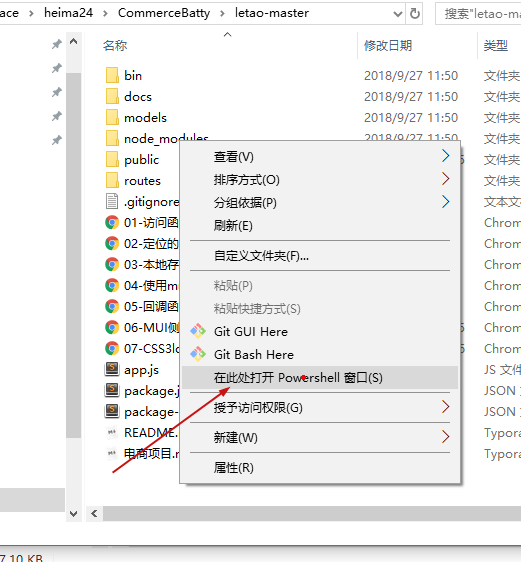 ace > heima24 > CommerceBatty > letao-master
搜索"letao-ma
名称 修改日期 类型
bin 2018/9/27 11:50 文件夹
docs 2018/9/27 11:50 文件夹
models 2018/9/27 11:50 文件夹
node_modules 2018/9/27 11:50 文件夹
public 文件夹
routes 文件夹
.gitignore 文本文
01-访问函 Chrom
02-定位的 Chrom
03-本地存 Chrom
04-使用m Chrom
05-回调函 Chrom
06-MUI侧 Chrom
07-CSS3lo Chrom
app.js JS 文件
package.j JSON
package- JSON
README. Typora
电商项目.m Typora
查看(V)
排序方式(O)
分组依据(P)
刷新(E)
自定义文件夹(F)...
粘贴(P)
粘贴快捷方式(S)
Git GUI Here
Git Bash Here
在此处打开 Powershell 窗口(S)
授予访问权限(G)
新建(W)
属性(R)
7.10 KB